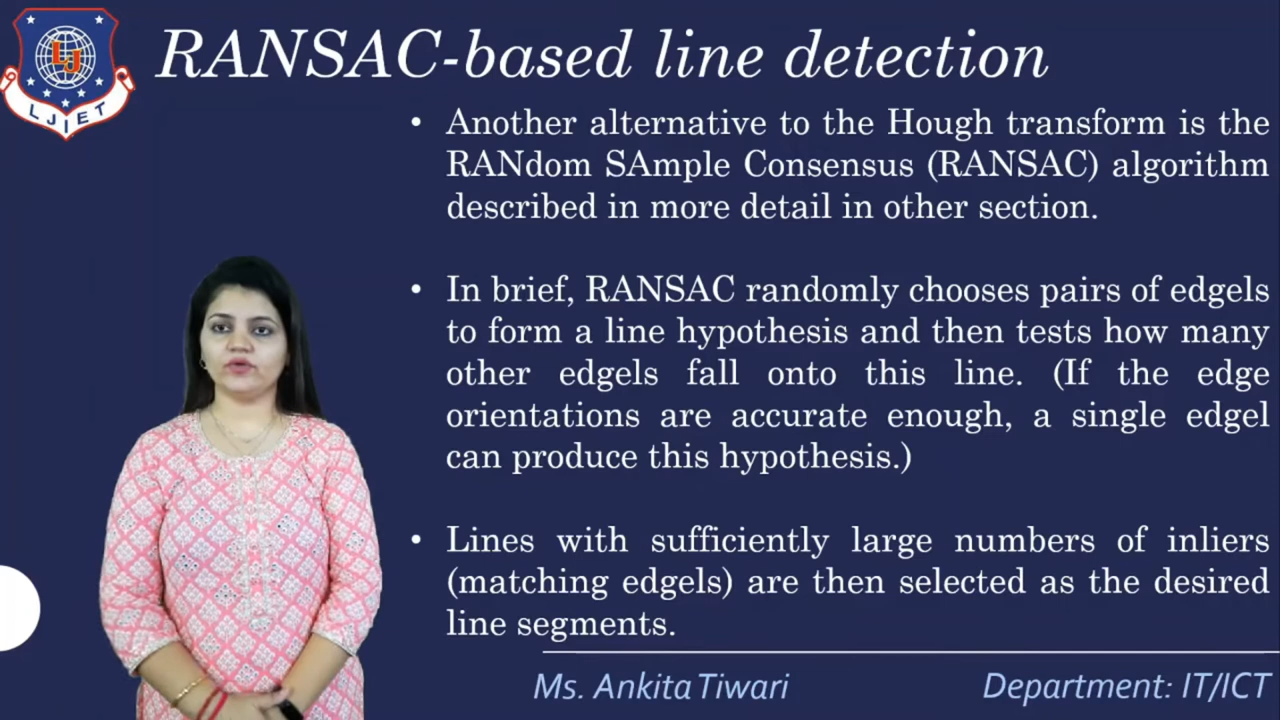 LJ
LJIET
RANSAC-based line detection
• Another alternative to the Hough transform is the
RANdom SAmple Consensus (RANSAC) algorithm
described in more detail in other section.
• In brief, RANSAC randomly chooses pairs of edgels
to form a line hypothesis and then tests how many
other edgels fall onto this line. (If the edge
orientations are accurate enough, a single edgel
can produce this hypothesis.)
• Lines with sufficiently large numbers of inliers
(matching edgels) are then selected as the desired
line segments.
Ms. Ankita Tiwari
Department: IT/ICT